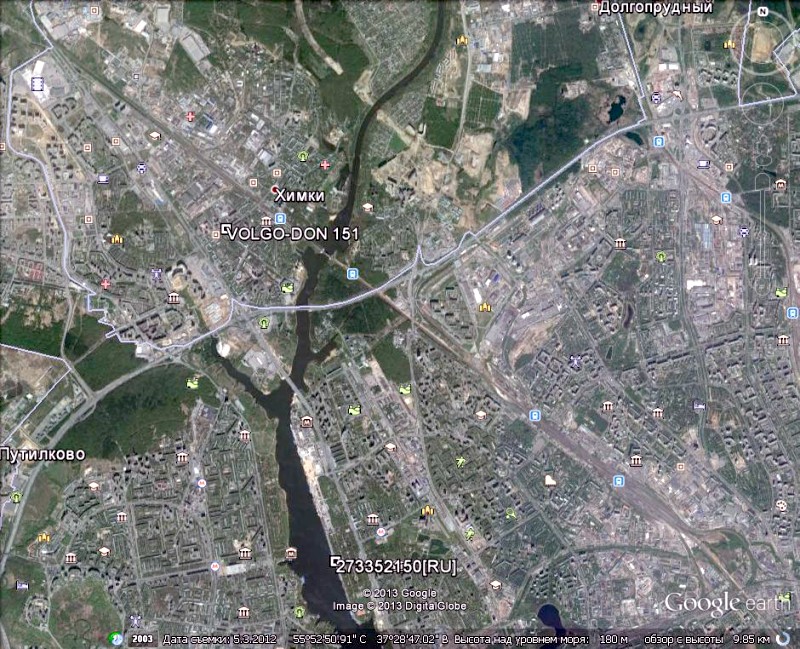 Долгопрудный
N
Химки
VOLGO-DON 151
Путилково
273352150[RU]
© 2013 Google
Image © 2013 DigitalGlobe
Google earth
2003 Дата съемки: 5.3.2012 55°52'50.91" С 37°28'47.02" В Высота над уровнем моря: 180 м обзор с высоты 9.85 км